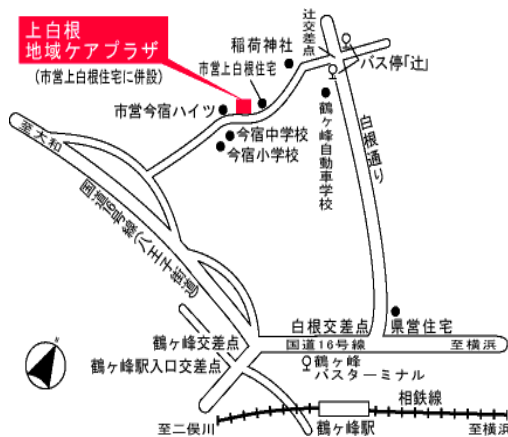 上白根
地域ケアプラザ
(市営上白根住宅に併設)
稲荷神社
辻交差点
バス停「辻」
市営上白根住宅
市営今宿ハイツ
今宿中学校
今宿小学校
鶴ヶ峰自動車学校
白根通り
至大和
国道16号線(八王子街道)
白根交差点
県営住宅
鶴ヶ峰交差点
国道16号線
至横浜
鶴ヶ峰駅入口交差点
鶴ヶ峰
バスターミナル
相鉄線
至二俣川
鶴ヶ峰駅
至横浜
N